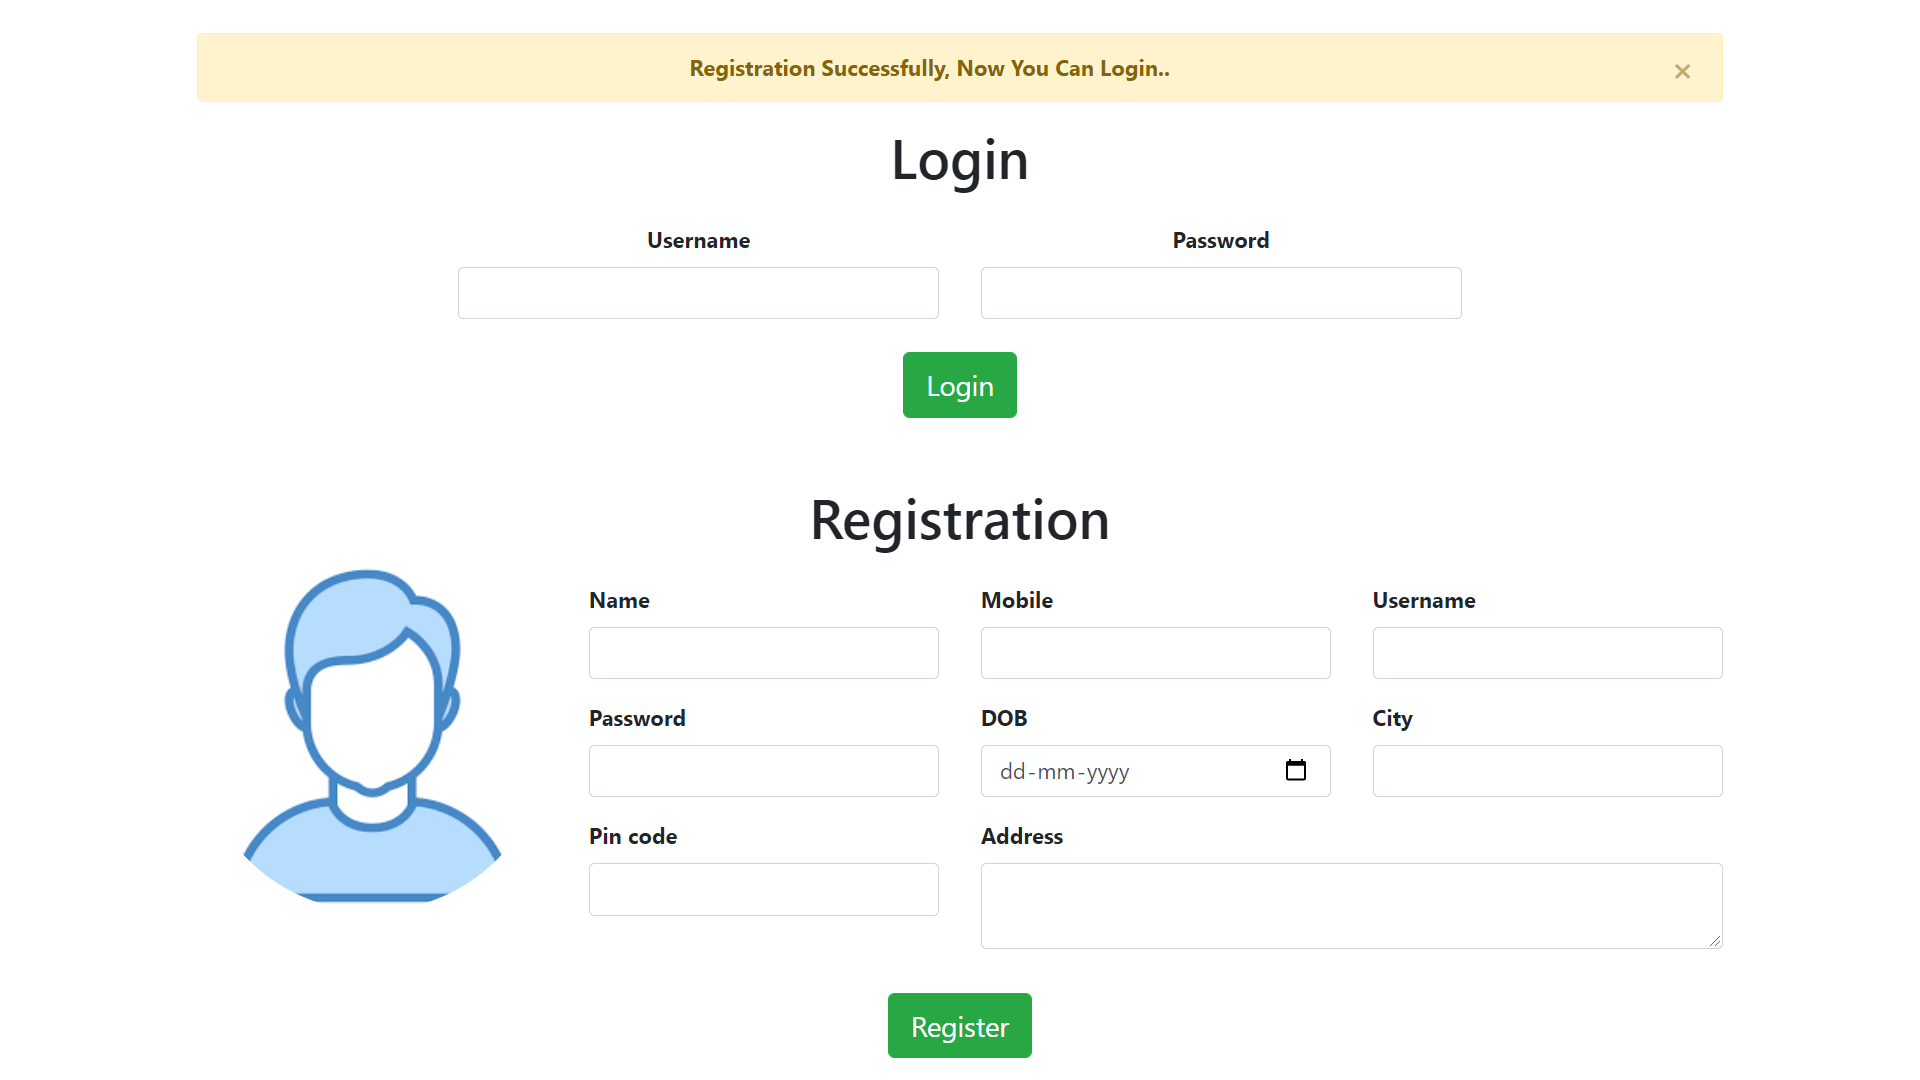 Registration Successfully, Now You Can Login..
×
Login
Username Password
Login
Registration
Name Mobile Username
Password DOB City
dd-mm-yyyy
Pin code Address
Register